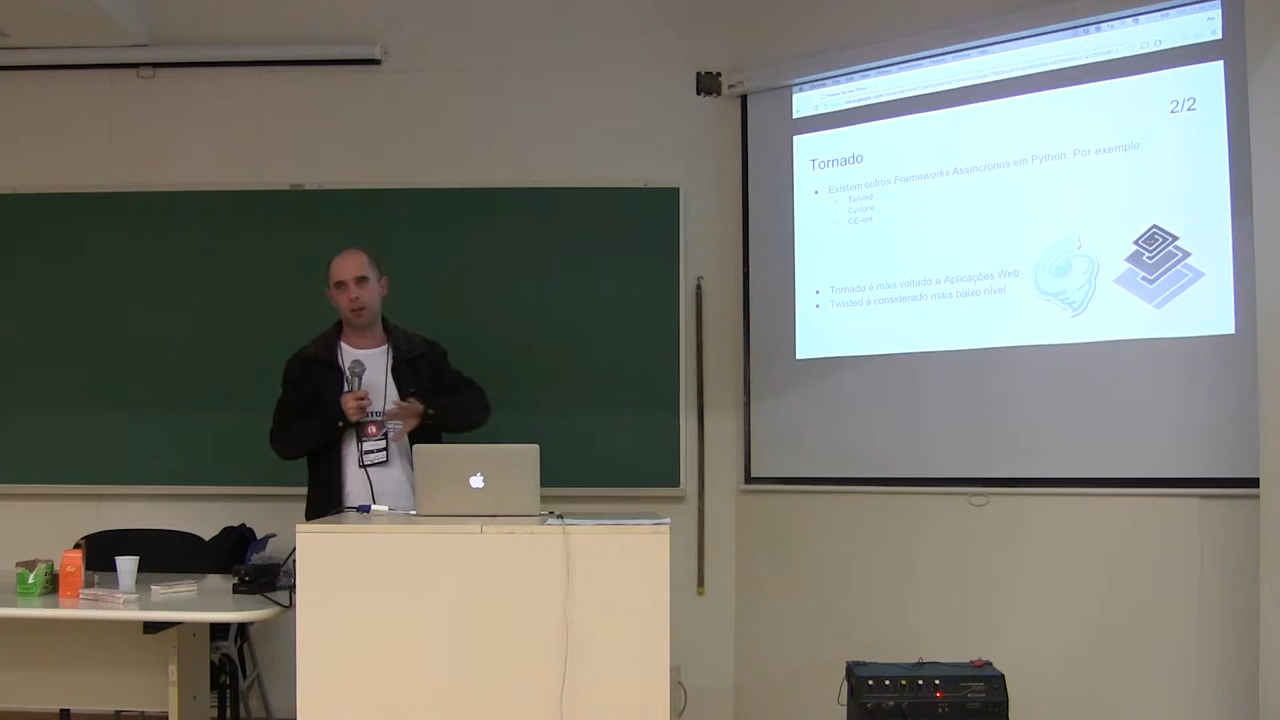 2/2
Tornado
Existem outros Frameworks Assíncronos em Python. Por exemplo:
Twisted
Cyclone
GEvent
Tornado é mais voltado a Aplicações Web
Twisted é considerado mais baixo nível